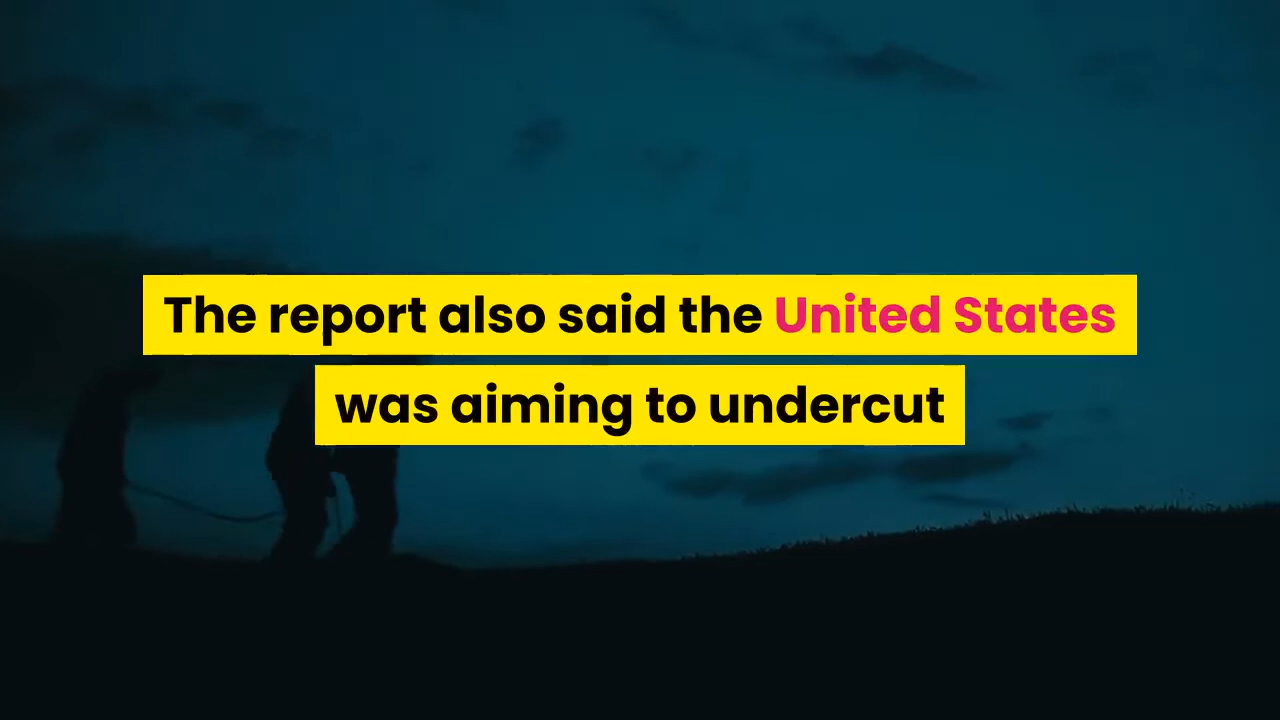 The report also said the United States
was aiming to undercut